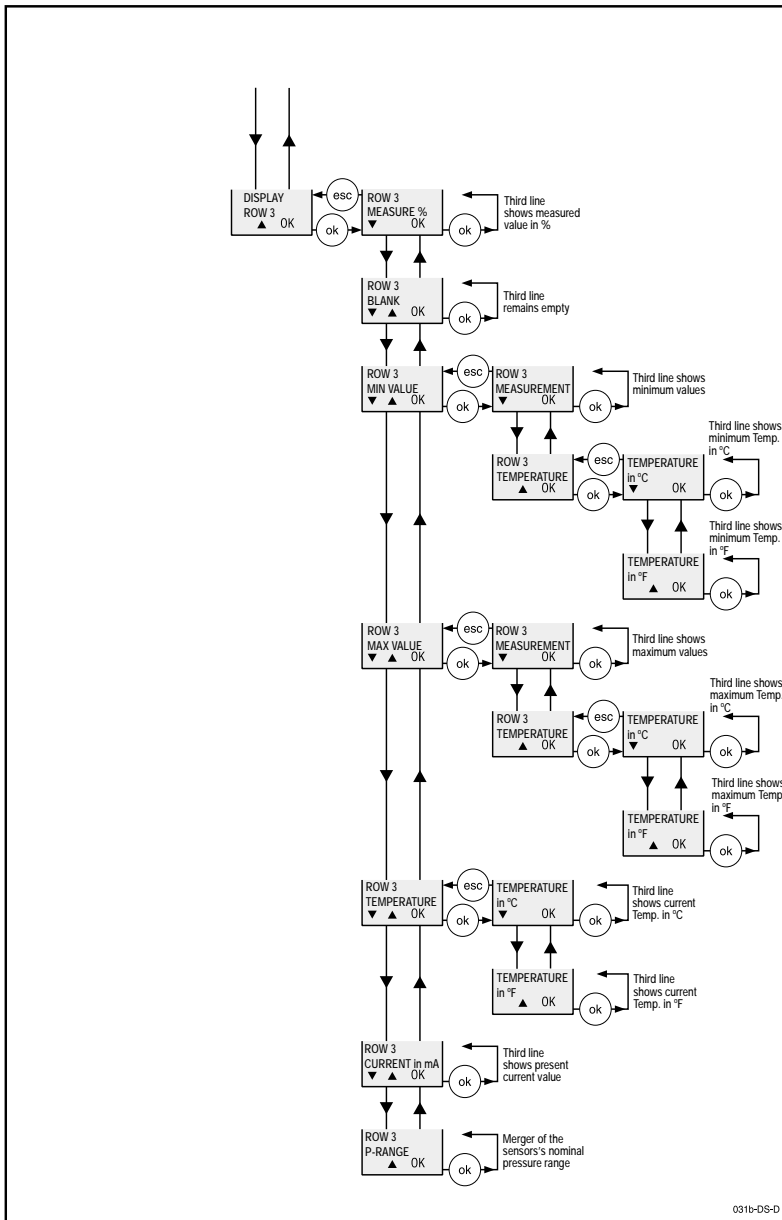 DISPLAY
ROW 3
▲ OK
esc
ok
ROW 3
MEASURE %
▼ OK
ok
Third line
shows measured
value in %
ROW 3
BLANK
▼ ▲ OK
ok
Third line
remains empty
ROW 3
MIN VALUE
▼ ▲ OK
esc
ok
ROW 3
MEASUREMENT
▼ OK
ok
Third line shows
minimum values
ROW 3
TEMPERATURE
▲ OK
esc
ok
TEMPERATURE
in °C
▼ OK
ok
Third line shows
minimum Temp.
in °C
TEMPERATURE
in °F
▲ OK
ok
Third line shows
minimum Temp.
in °F
ROW 3
MAX VALUE
▼ ▲ OK
esc
ok
ROW 3
MEASUREMENT
▼ OK
ok
Third line shows
maximum values
ROW 3
TEMPERATURE
▲ OK
esc
ok
TEMPERATURE
in °C
▼ OK
ok
Third line shows
maximum Temp.
in °C
TEMPERATURE
in °F
▲ OK
ok
Third line shows
maximum Temp.
in °F
ROW 3
TEMPERATURE
▼ ▲ OK
esc
ok
TEMPERATURE
in °C
▼ OK
ok
Third line
shows current
Temp. in °C
TEMPERATURE
in °F
▲ OK
ok
Third line
shows current
Temp. in °F
ROW 3
CURRENT in mA
▼ ▲ OK
ok
Third line
shows present
current value
ROW 3
P-RANGE
▲ OK
ok
Merger of the
sensors's nominal
pressure range
031b-DS-D